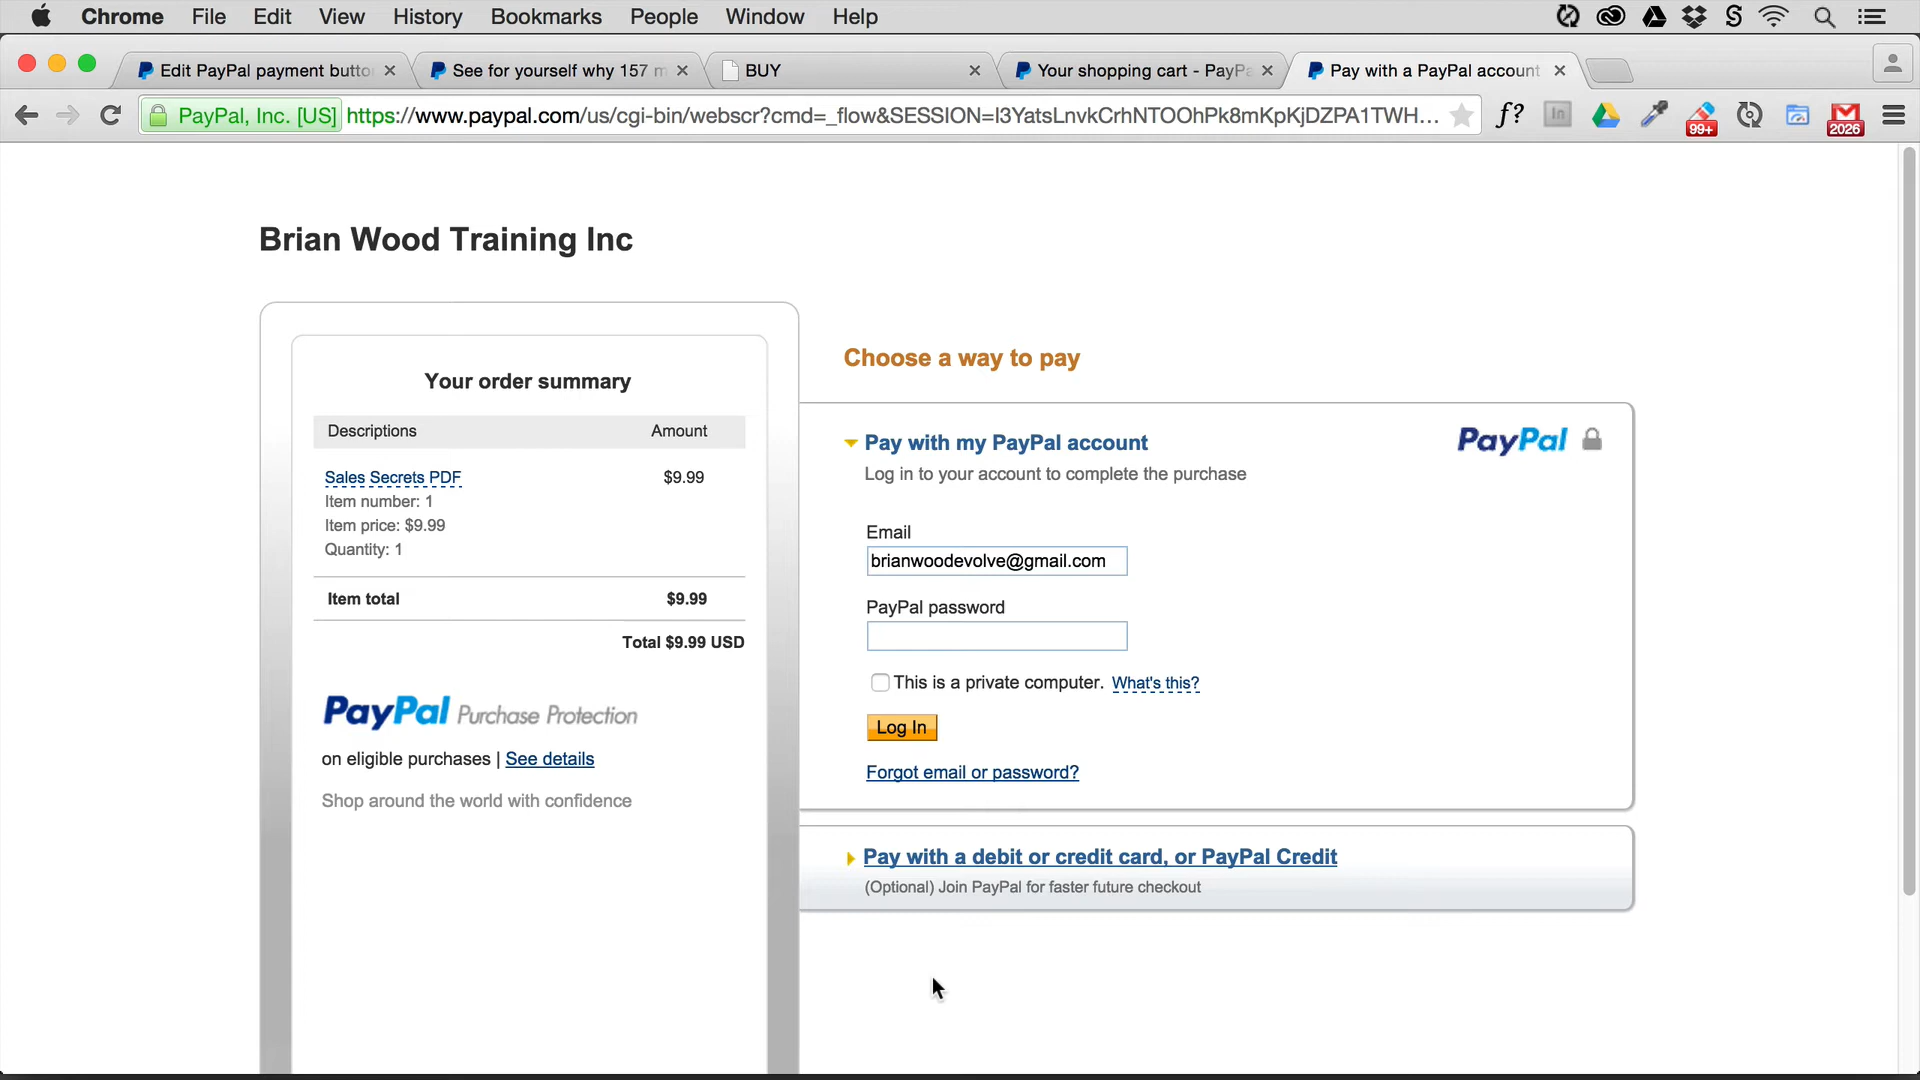 Chrome File Edit View History Bookmarks People Window Help
Edit PayPal payment butto
See for yourself why 157 m
BUY
Your shopping cart - PayPa
Pay with a PayPal account
PayPal, Inc. [US] https://www.paypal.com/us/cgi-bin/webscr?cmd=_flow&SESSION=I3YatsLnvkCrhNTOOhPk8mKpKjDZPA1TWH...
f?
In
99+
2026
Brian Wood Training Inc
Your order summary
Descriptions Amount
Sales Secrets PDF $9.99
Item number: 1
Item price: $9.99
Quantity: 1
Item total $9.99
Total $9.99 USD
PayPal Purchase Protection
on eligible purchases | See details
Shop around the world with confidence
Choose a way to pay
Pay with my PayPal account
PayPal
Log in to your account to complete the purchase
Email
brianwoodevolve@gmail.com
PayPal password
This is a private computer. What's this?
Log In
Forgot email or password?
Pay with a debit or credit card, or PayPal Credit
(Optional) Join PayPal for faster future checkout